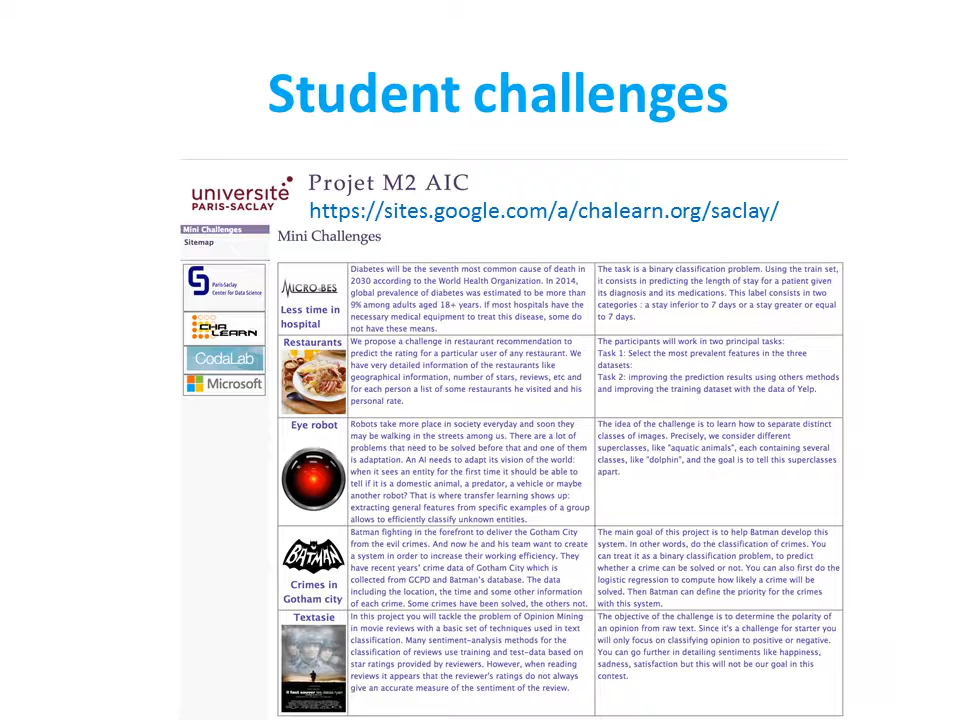 Student challenges
université
PARIS-SACLAY
Projet M2 AIC
https://sites.google.com/a/chalearn.org/saclay/
Mini Challenges
Sitemap
Mini Challenges
Paris-Saclay
Center for Data Science
CHALEARN
CodaLab
Microsoft
MICRO:BES
Less time in
hospital
Diabetes will be the seventh most common cause of death in
2030 according to the World Health Organization. In 2014,
global prevalence of diabetes was estimated to be more than
9% among adults aged 18+ years. If most hospitals have the
necessary medical equipment to treat this disease, some do
not have these means.
The task is a binary classification problem. Using the train set,
it consists in predicting the length of stay for a patient given
its diagnosis and its medications. This label consists in two
categories : a stay inferior to 7 days or a stay greater or equal
to 7 days.
Restaurants
We propose a challenge in restaurant recommendation to
predict the rating for a particular user of any restaurant. We
have very detailed information of the restaurants like
geographical information, number of stars, reviews, etc and
for each person a list of some restaurants he visited and his
personal rate.
The participants will work in two principal tasks:
Task 1: Select the most prevalent features in the three
datasets:
Task 2: improving the prediction results using others methods
and improving the training dataset with the data of Yelp.
Eye robot
Robots take more place in society everyday and soon they
may be walking in the streets among us. There are a lot of
problems that need to be solved before that and one of them
is adaptation. An AI needs to adapt its vision of the world:
when it sees an entity for the first time it should be able to
tell if it is a domestic animal, a predator, a vehicle or maybe
another robot? That is where transfer learning shows up:
extracting general features from specific examples of a group
allows to efficiently classify unknown entities.
The idea of the challenge is to learn how to separate distinct
classes of images. Precisely, we consider different
superclasses, like "aquatic animals", each containing several
classes, like "dolphin", and the goal is to tell this superclasses
apart.
BATMAN
Crimes in
Gotham city
Batman fighting in the forefront to deliver the Gotham City
from the evil crimes. And now he and his team want to create
a system in order to increase their working efficiency. They
have recent years' crime data of Gotham City which is
collected from GCPD and Batman's database. The data
including the location, the time and some other information
of each crime. Some crimes have been solved, the others not.
The main goal of this project is to help Batman develop this
system. In other words, do the classification of crimes. You
can treat it as a binary classification problem, to predict
whether a crime can be solved or not. You can also first do the
logistic regression to compute how likely a crime will be
solved. Then Batman can define the priority for the crimes
with this system.
Textasie
In this project you will tackle the problem of Opinion Mining
in movie reviews with a basic set of techniques used in text
classification. Many sentiment-analysis methods for the
classification of reviews use training and test-data based on
star ratings provided by reviewers. However, when reading
reviews it appears that the reviewer's ratings do not always
give an accurate measure of the sentiment of the review.
The objective of the challenge is to determine the polarity of
an opinion from raw text. Since it's a challenge for starter you
will only focus on classifying opinion to positive or negative.
You can go further in detailing sentiments like happiness,
sadness, satisfaction but this will not be our goal in this
contest.